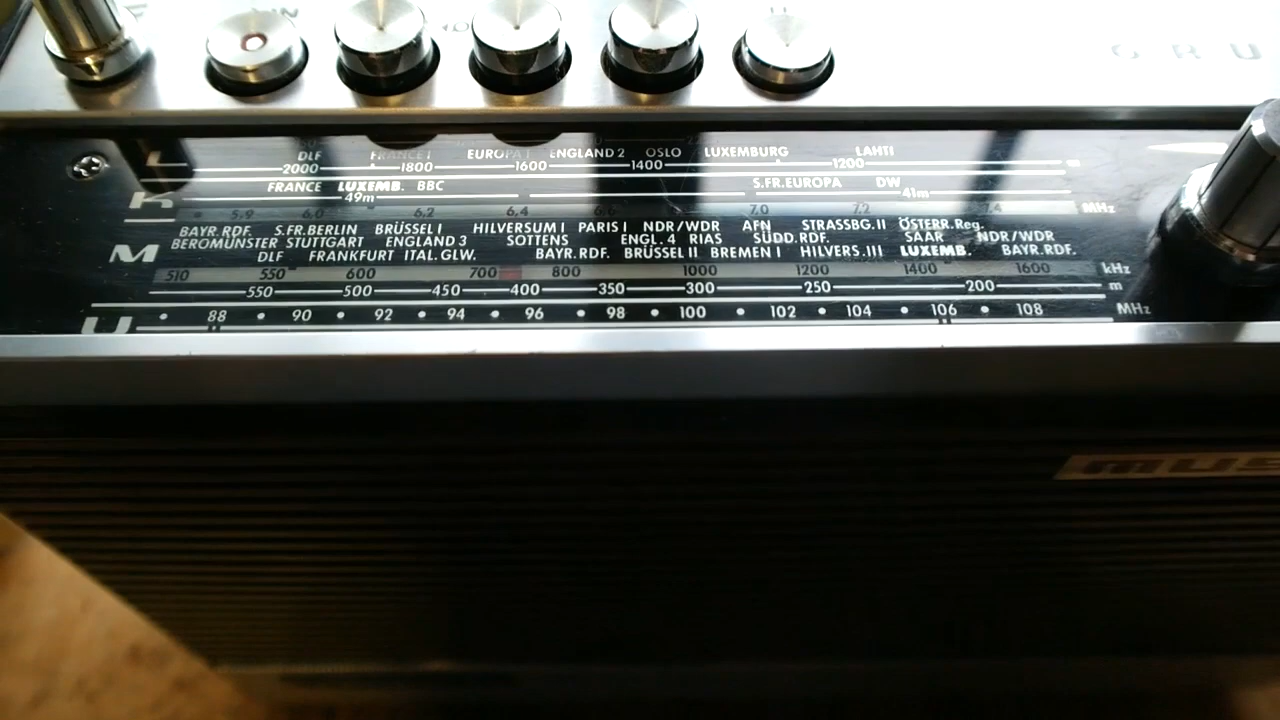 G R U
L DLF FRANCE I EUROPA I ENGLAND 2 OSLO LUXEMBURG LAHTI
2000 1800 1600 1400 1200 m
K FRANCE LUXEMB. BBC S.FR.EUROPA DW
49m 41m
5,9 6,0 6,2 6,4 6,6 7,0 7,2 7,4 MHz
BAYR.RDF. S.FR.BERLIN BRÜSSEL I HILVERSUM I PARIS I NDR/WDR AFN STRASSBG.II ÖSTERR.Reg.
M BEROMÜNSTER STUTTGART ENGLAND 3 SOTTENS ENGL.4 RIAS SÜDD.RDF. SAAR NDR/WDR
DLF FRANKFURT ITAL.GLW. BAYR.RDF. BRÜSSEL II BREMEN I HILVERS.III LUXEMB. BAYR.RDF.
510 550 600 700 800 1000 1200 1400 1600 kHz
550 500 450 400 350 300 250 200 m
U 88 90 92 94 96 98 100 102 104 106 108 MHz
mus